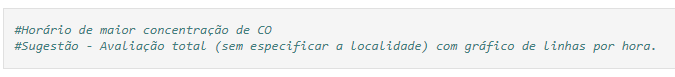 #Horário de maior concentração de CO
#Sugestão - Avaliação total (sem especificar a localidade) com gráfico de linhas por hora.